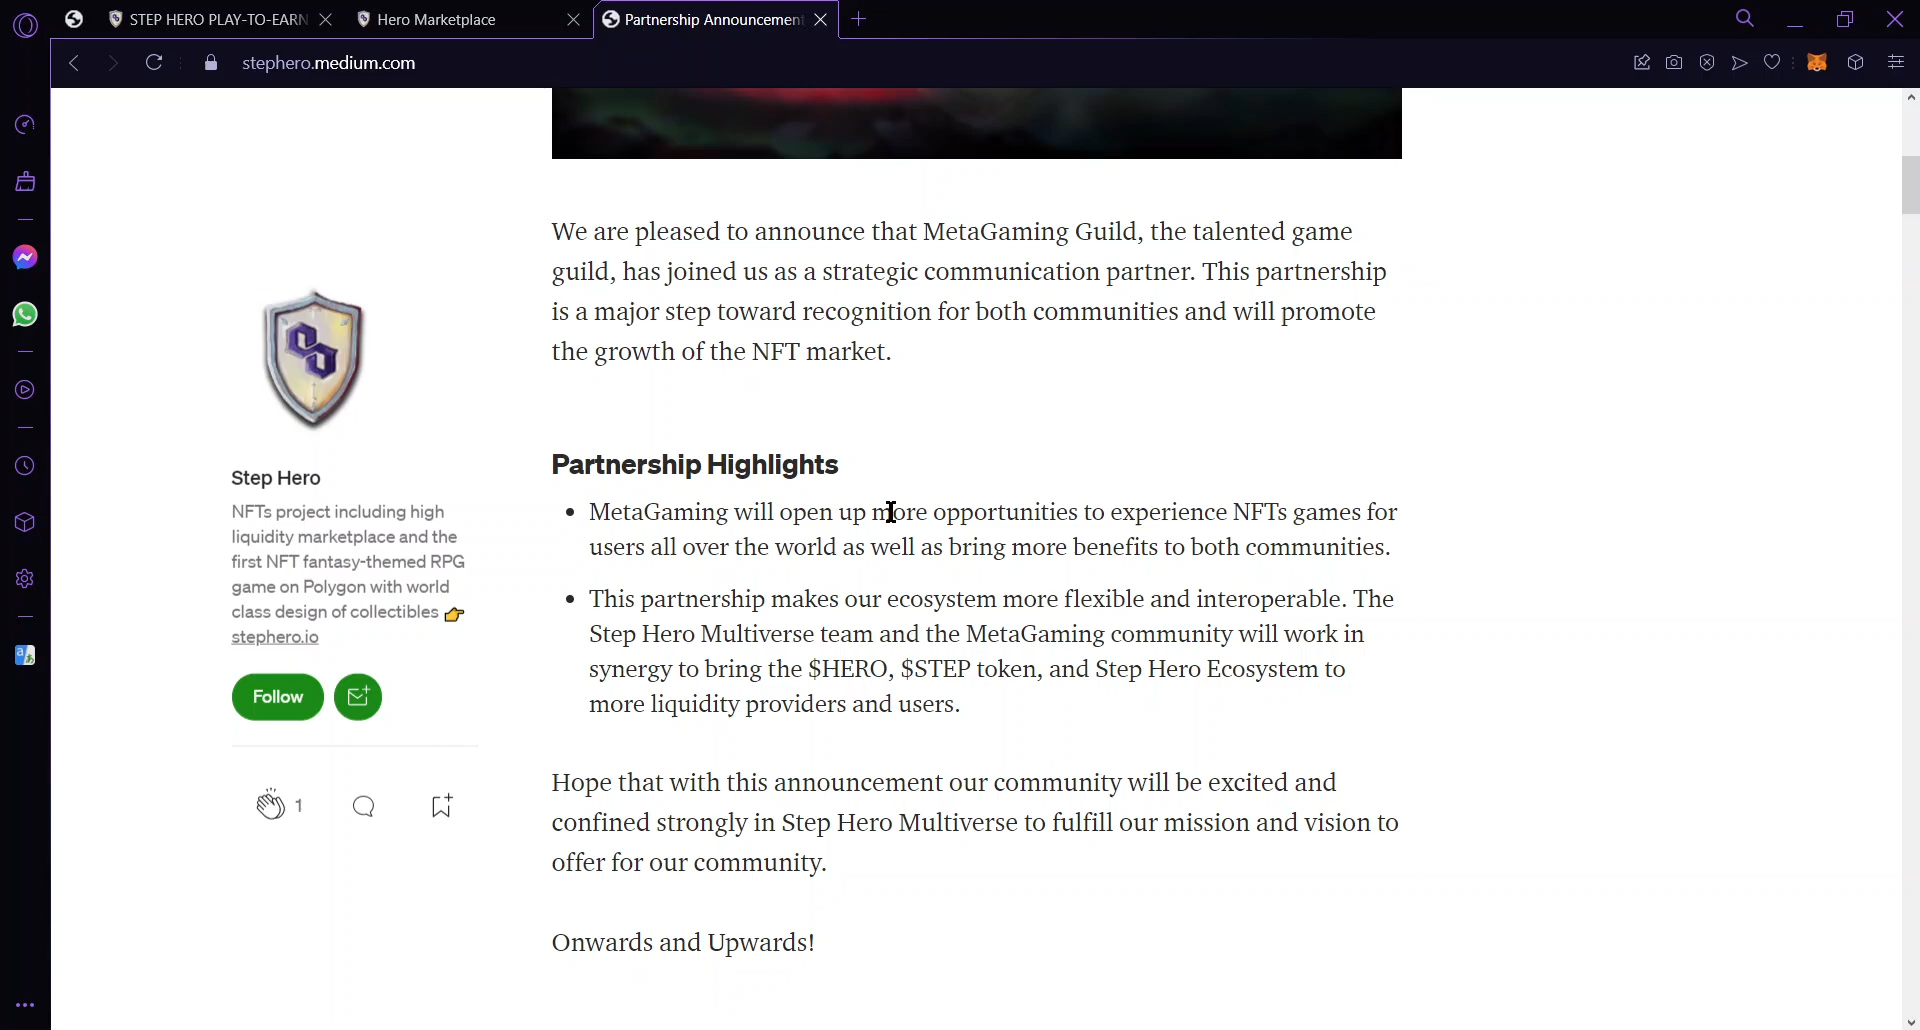 STEP HERO PLAY-TO-EARN
Hero Marketplace
Partnership Announcement
stephero.medium.com
We are pleased to announce that MetaGaming Guild, the talented game
guild, has joined us as a strategic communication partner. This partnership
is a major step toward recognition for both communities and will promote
the growth of the NFT market.
Step Hero
NFTs project including high
liquidity marketplace and the
first NFT fantasy-themed RPG
game on Polygon with world
class design of collectibles 👉
stephero.io
Follow
1
Partnership Highlights
• MetaGaming will open up more opportunities to experience NFTs games for
users all over the world as well as bring more benefits to both communities.
• This partnership makes our ecosystem more flexible and interoperable. The
Step Hero Multiverse team and the MetaGaming community will work in
synergy to bring the $HERO, $STEP token, and Step Hero Ecosystem to
more liquidity providers and users.
Hope that with this announcement our community will be excited and
confined strongly in Step Hero Multiverse to fulfill our mission and vision to
offer for our community.
Onwards and Upwards!